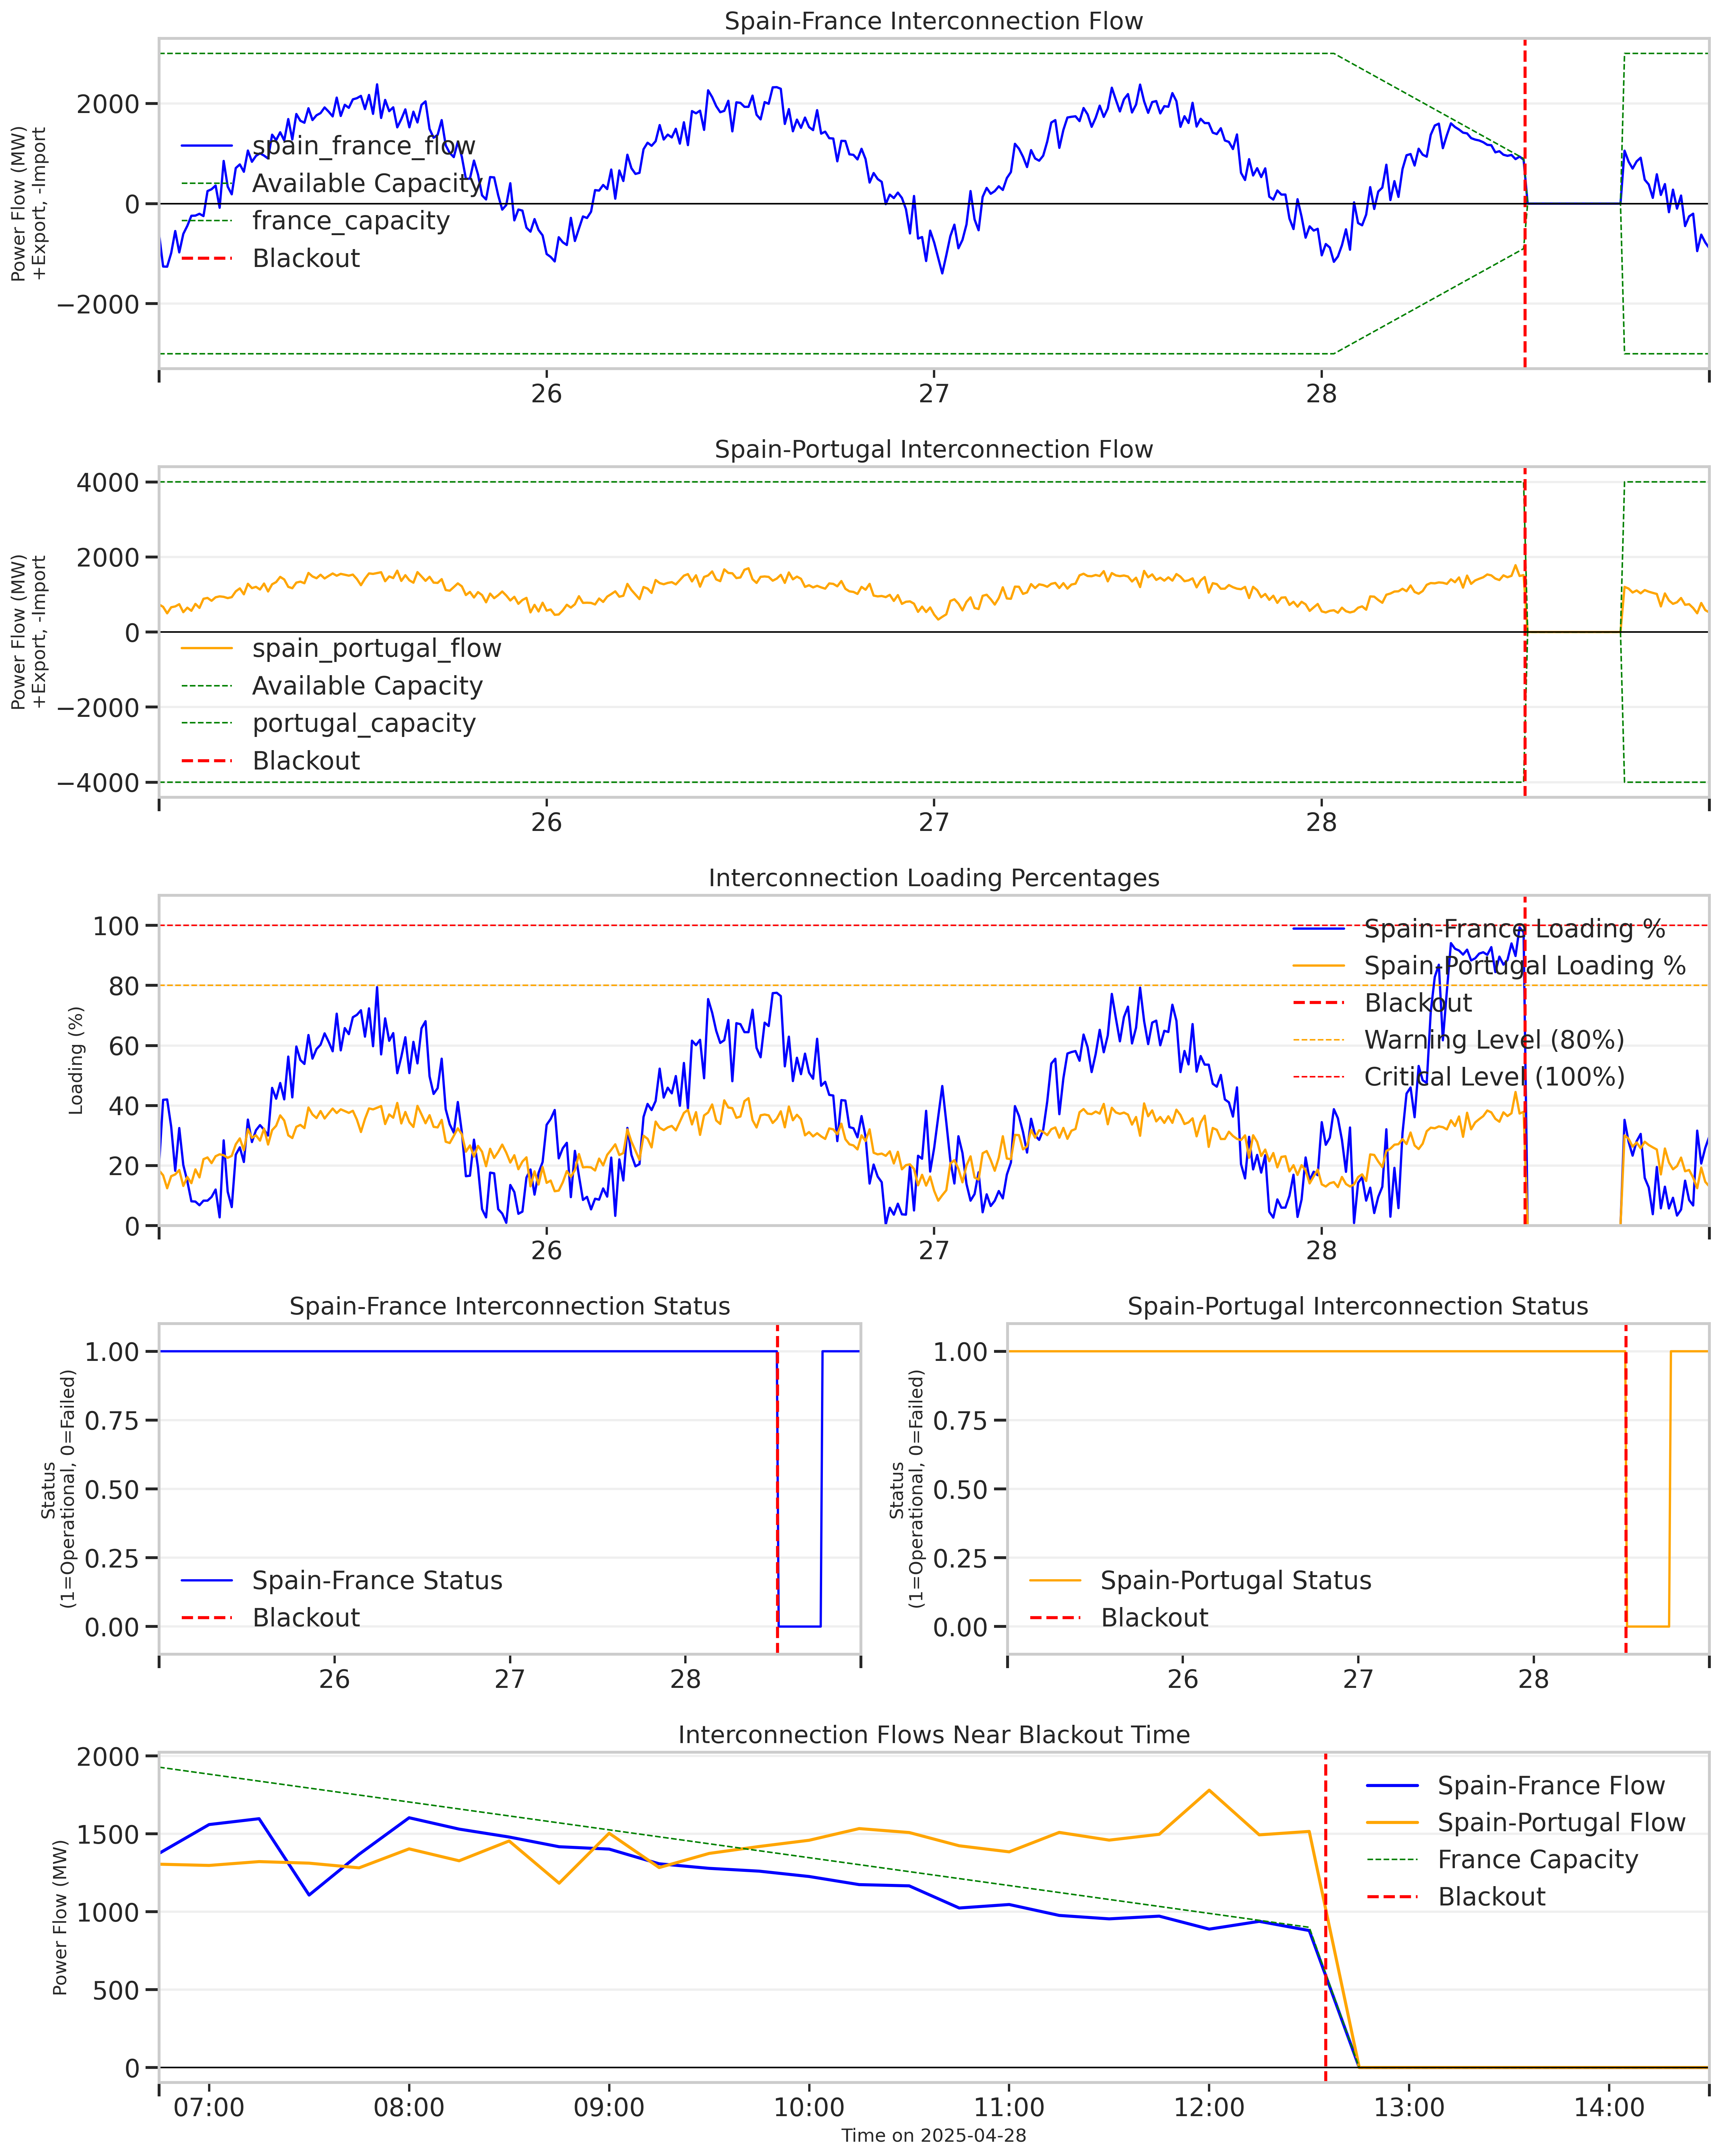 Spain-France Interconnection Flow
Power Flow (MW)
+Export, -Import
2000
0
−2000
spain_france_flow
Available Capacity
france_capacity
Blackout
26
27
28
Spain-Portugal Interconnection Flow
Power Flow (MW)
+Export, -Import
4000
2000
0
−2000
−4000
spain_portugal_flow
Available Capacity
portugal_capacity
Blackout
26
27
28
Interconnection Loading Percentages
Loading (%)
100
80
60
40
20
0
Spain-France Loading %
Spain-Portugal Loading %
Blackout
Warning Level (80%)
Critical Level (100%)
26
27
28
Spain-France Interconnection Status
Status
(1=Operational, 0=Failed)
1.00
0.75
0.50
0.25
0.00
Spain-France Status
Blackout
26
27
28
Spain-Portugal Interconnection Status
Status
(1=Operational, 0=Failed)
1.00
0.75
0.50
0.25
0.00
Spain-Portugal Status
Blackout
26
27
28
Interconnection Flows Near Blackout Time
Power Flow (MW)
2000
1500
1000
500
0
Spain-France Flow
Spain-Portugal Flow
France Capacity
Blackout
07:00
08:00
09:00
10:00
11:00
12:00
13:00
14:00
Time on 2025-04-28